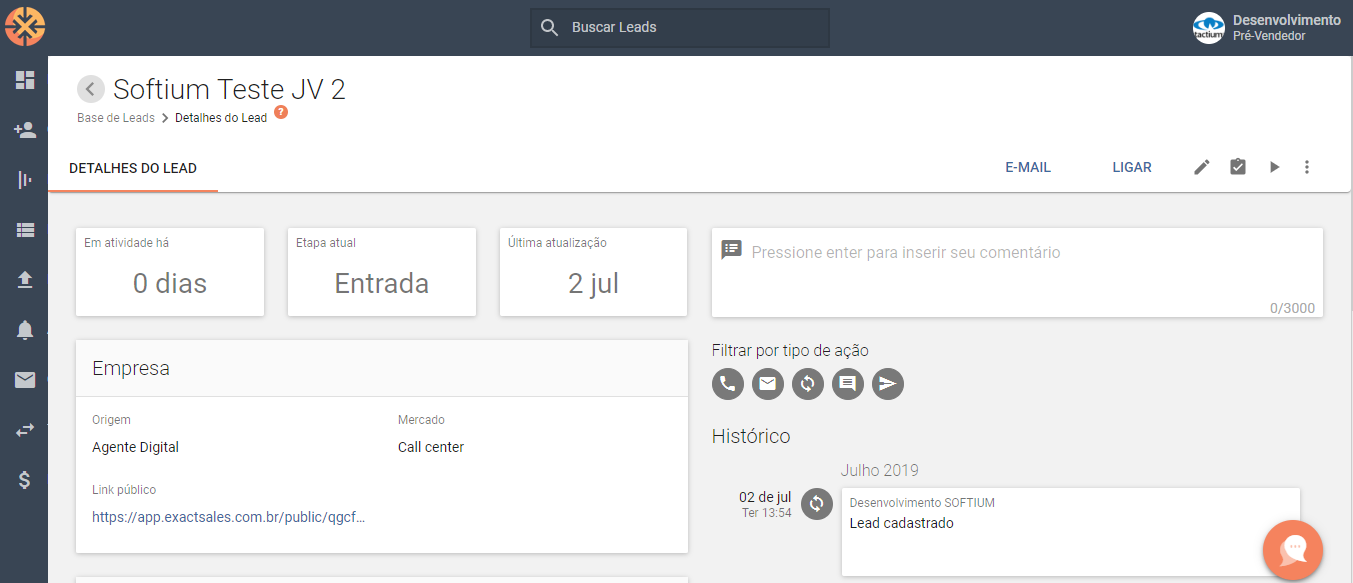 Buscar Leads
tactium
Desenvolvimento
Pré-Vendedor
Softium Teste JV 2
Base de Leads > Detalhes do Lead ?
DETALHES DO LEAD
E-MAIL
LIGAR
Em atividade há
0 dias
Etapa atual
Entrada
Última atualização
2 jul
Pressione enter para inserir seu comentário
0/3000
Empresa
Origem
Agente Digital
Mercado
Call center
Link público
https://app.exactsales.com.br/public/qgcf...
Filtrar por tipo de ação
Histórico
Julho 2019
02 de jul
Ter 13:54
Desenvolvimento SOFTIUM
Lead cadastrado